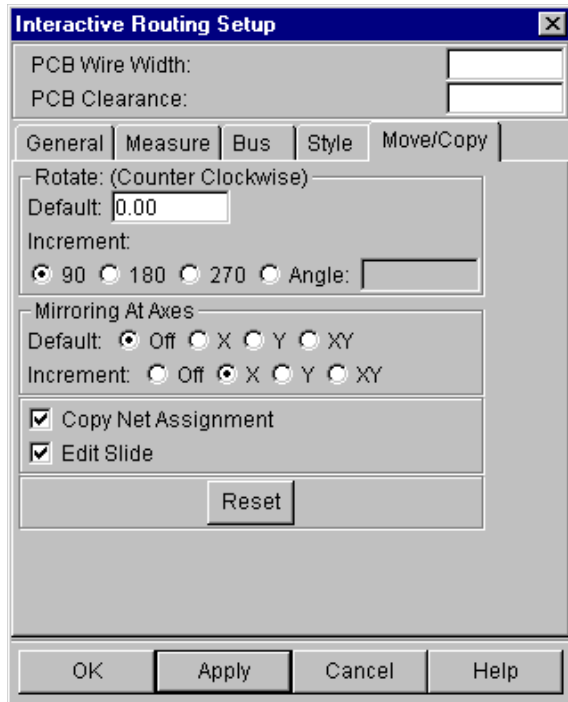 Interactive Routing Setup
PCB Wire Width:
PCB Clearance:
General Measure Bus Style Move/Copy
Rotate: (Counter Clockwise)
Default: 0.00
Increment:
90 180 270 Angle:
Mirroring At Axes
Default: Off X Y XY
Increment: Off X Y XY
Copy Net Assignment
Edit Slide
Reset
OK Apply Cancel Help